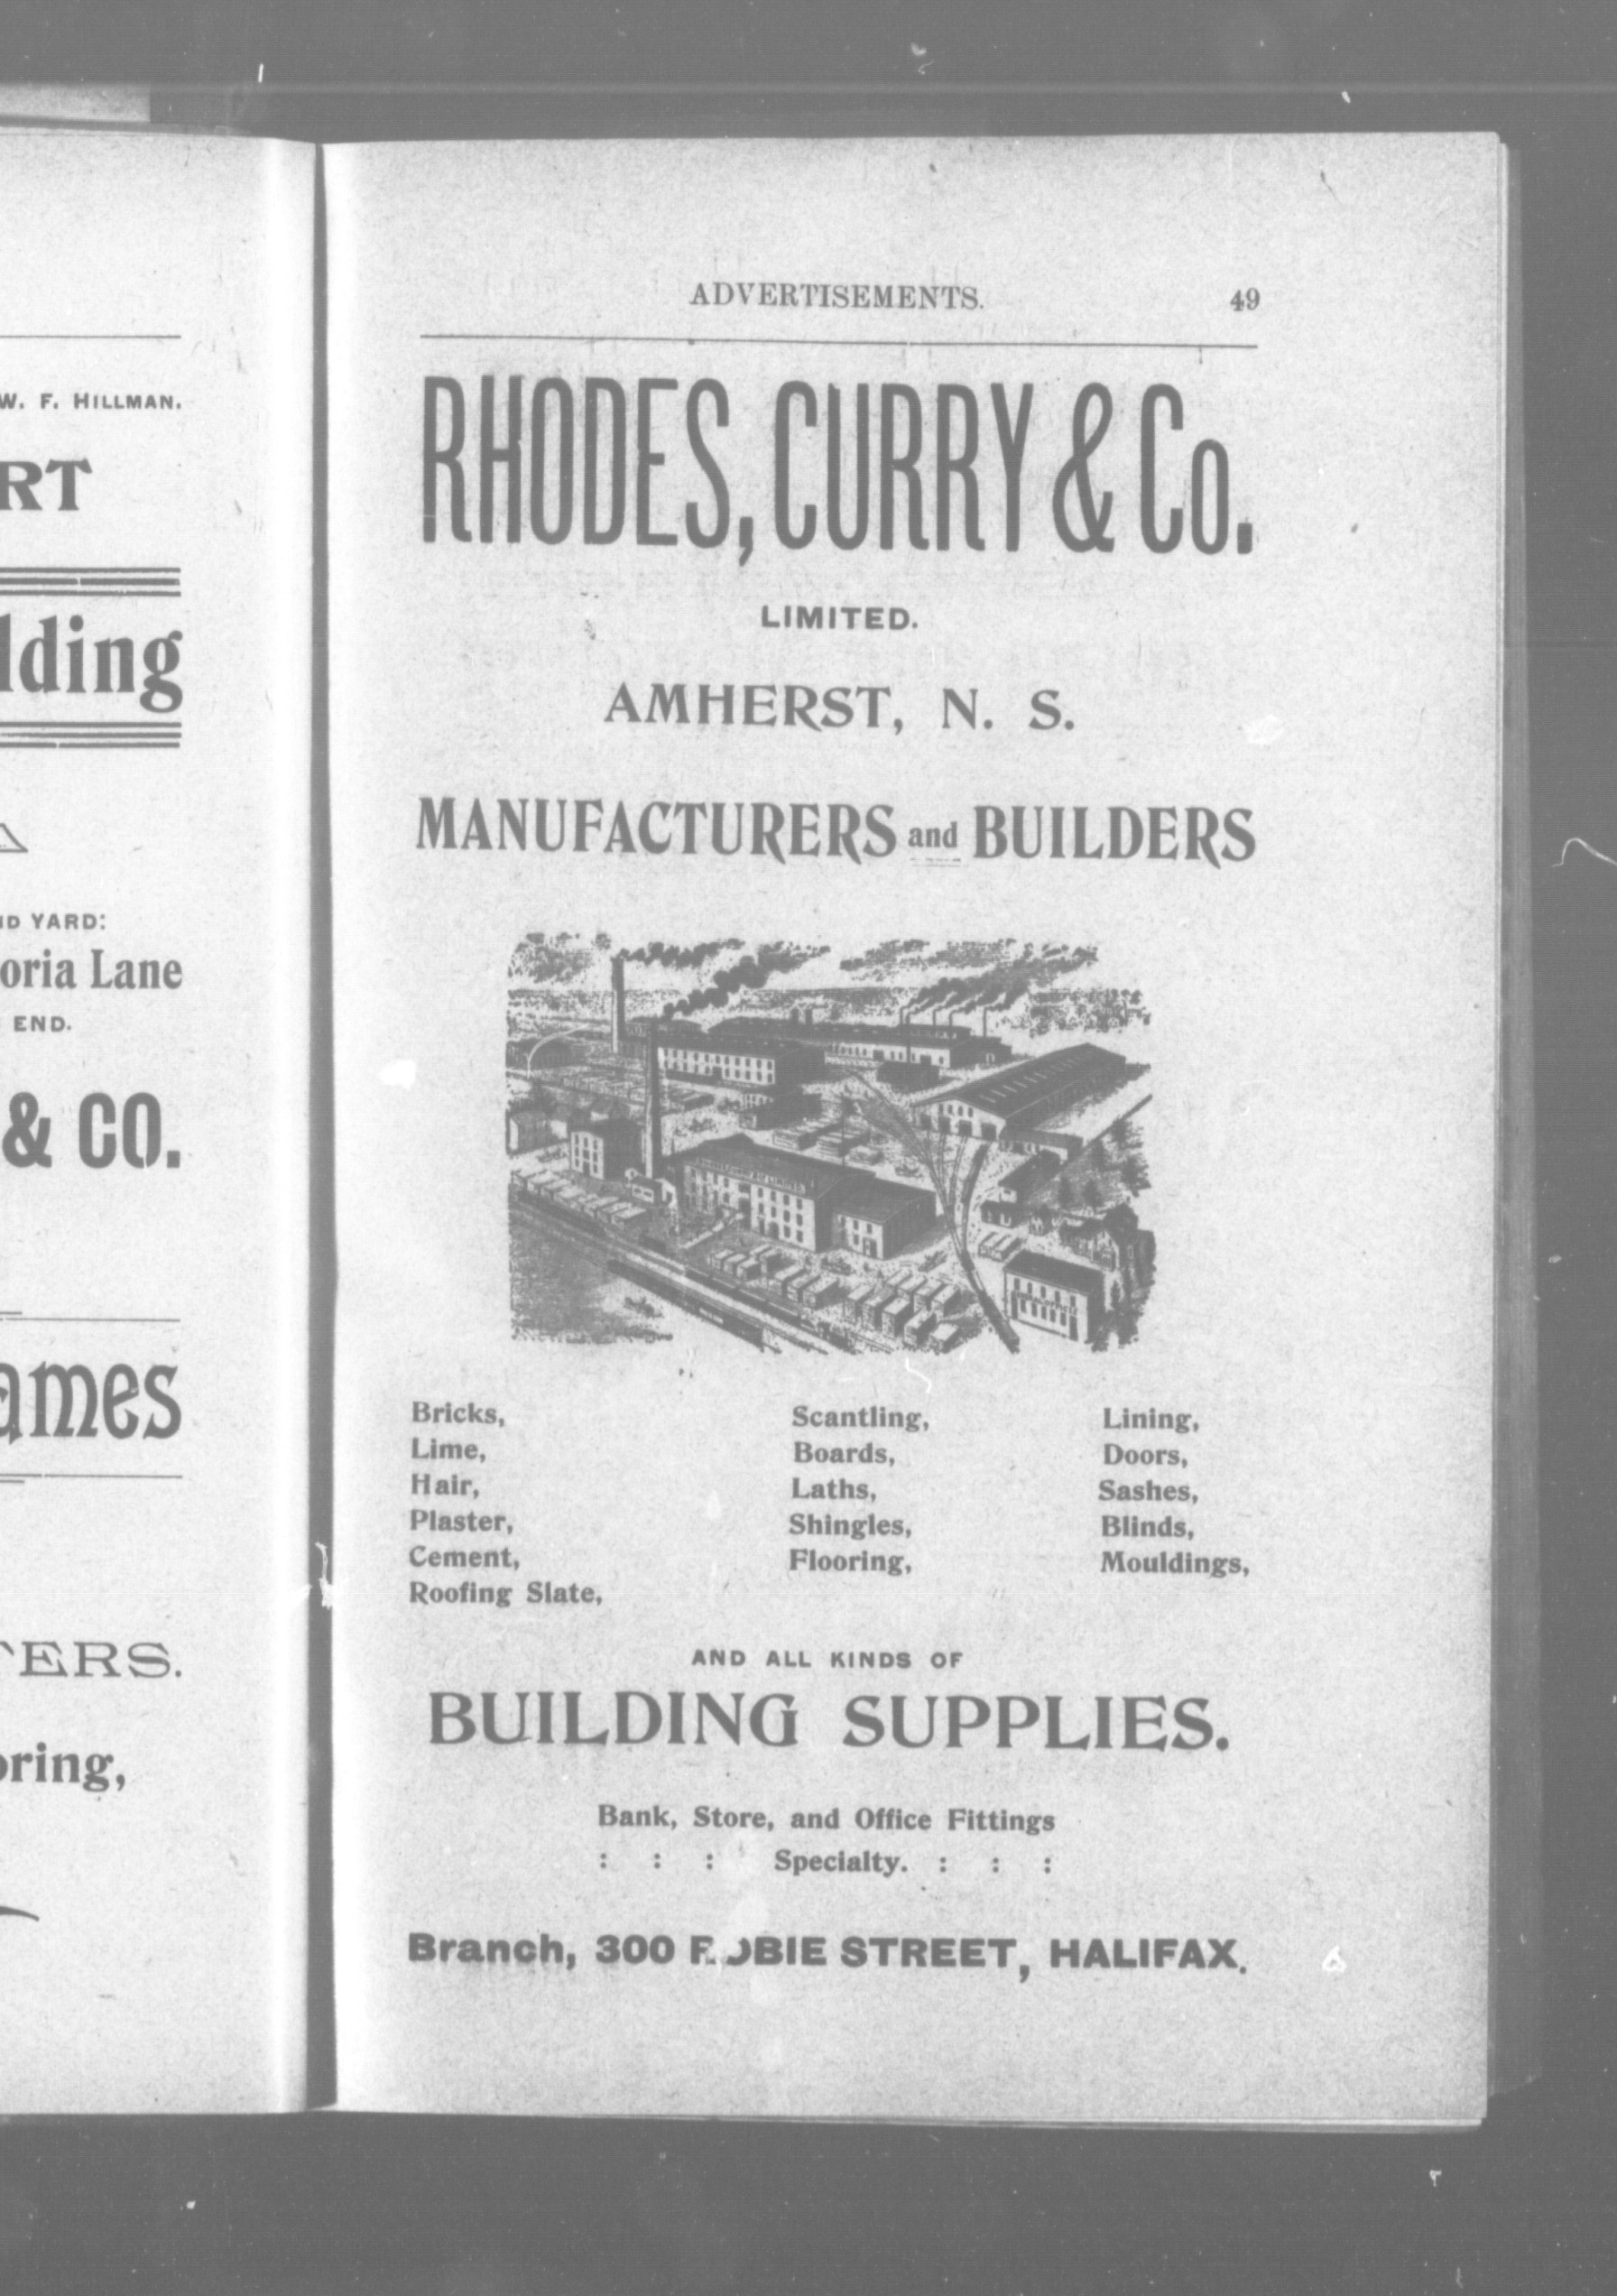 W. F. HILLMAN.
RT
lding
YARD:
oria Lane
END.
& CO.
ames
TERS.
oring,
ADVERTISEMENTS. 49
RHODES, CURRY & Co.
LIMITED.
AMHERST, N. S.
MANUFACTURERS and BUILDERS
Bricks,
Lime,
Hair,
Plaster,
Cement,
Roofing Slate,
Scantling,
Boards,
Laths,
Shingles,
Flooring,
Lining,
Doors,
Sashes,
Blinds,
Mouldings,
AND ALL KINDS OF
BUILDING SUPPLIES.
Bank, Store, and Office Fittings
: : : Specialty. : : :
Branch, 300 ROBIE STREET, HALIFAX.